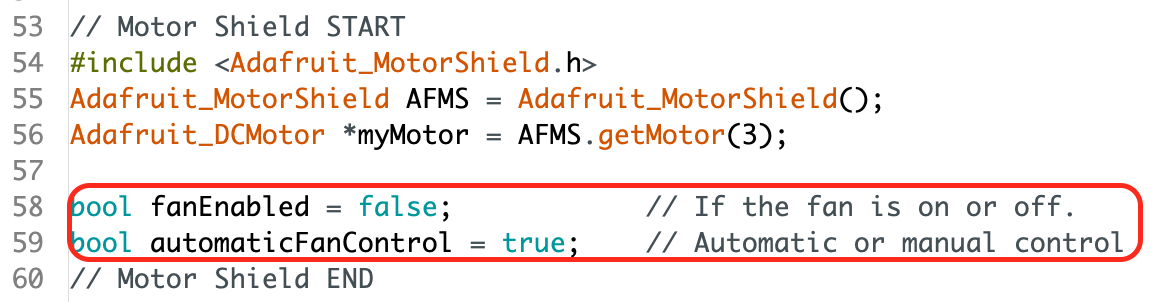 53 // Motor Shield START
54 #include <Adafruit_MotorShield.h>
55 Adafruit_MotorShield AFMS = Adafruit_MotorShield();
56 Adafruit_DCMotor *myMotor = AFMS.getMotor(3);
57
58 bool fanEnabled = false;            // If the fan is on or off.
59 bool automaticFanControl = true;    // Automatic or manual control
60 // Motor Shield END